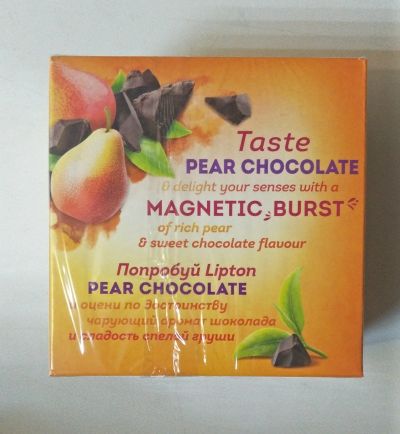 Taste
PEAR CHOCOLATE
& delight your senses with a
MAGNETIC BURST
of rich pear
& sweet chocolate flavour
Попробуй Lipton
PEAR CHOCOLATE
и оцени по достоинству
чарующий аромат шоколада
и сладость спелой груши